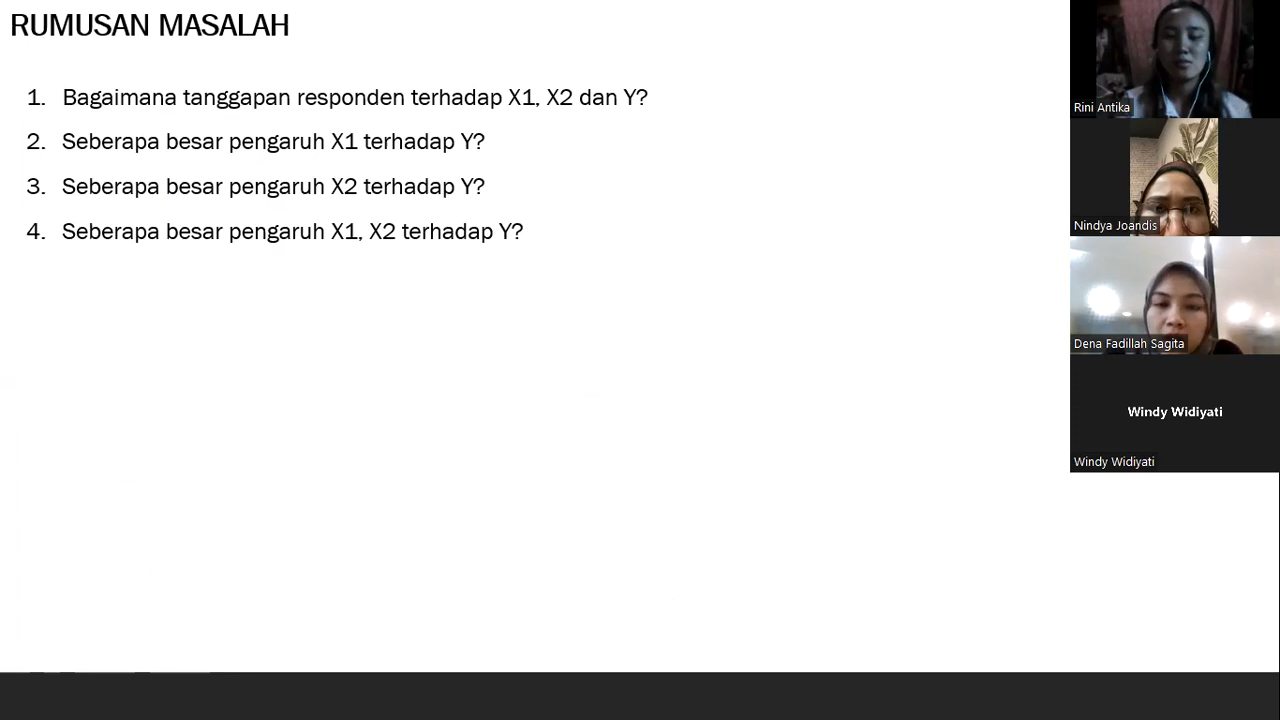 RUMUSAN MASALAH
1. Bagaimana tanggapan responden terhadap X1, X2 dan Y?
2. Seberapa besar pengaruh X1 terhadap Y?
3. Seberapa besar pengaruh X2 terhadap Y?
4. Seberapa besar pengaruh X1, X2 terhadap Y?
Rini Antika
Nindya Joandis
Dena Fadillah Sagita
Windy Widiyati
Windy Widiyati